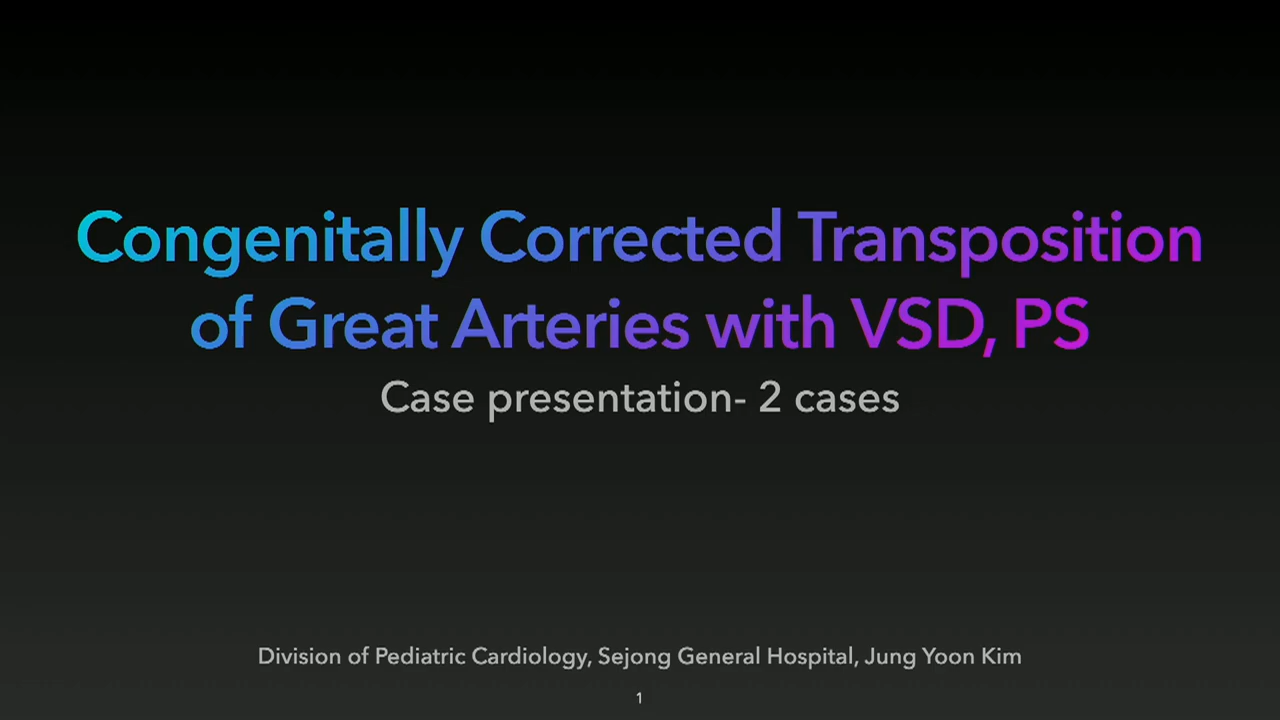 Congenitally Corrected Transposition
of Great Arteries with VSD, PS
Case presentation- 2 cases
Division of Pediatric Cardiology, Sejong General Hospital, Jung Yoon Kim
1